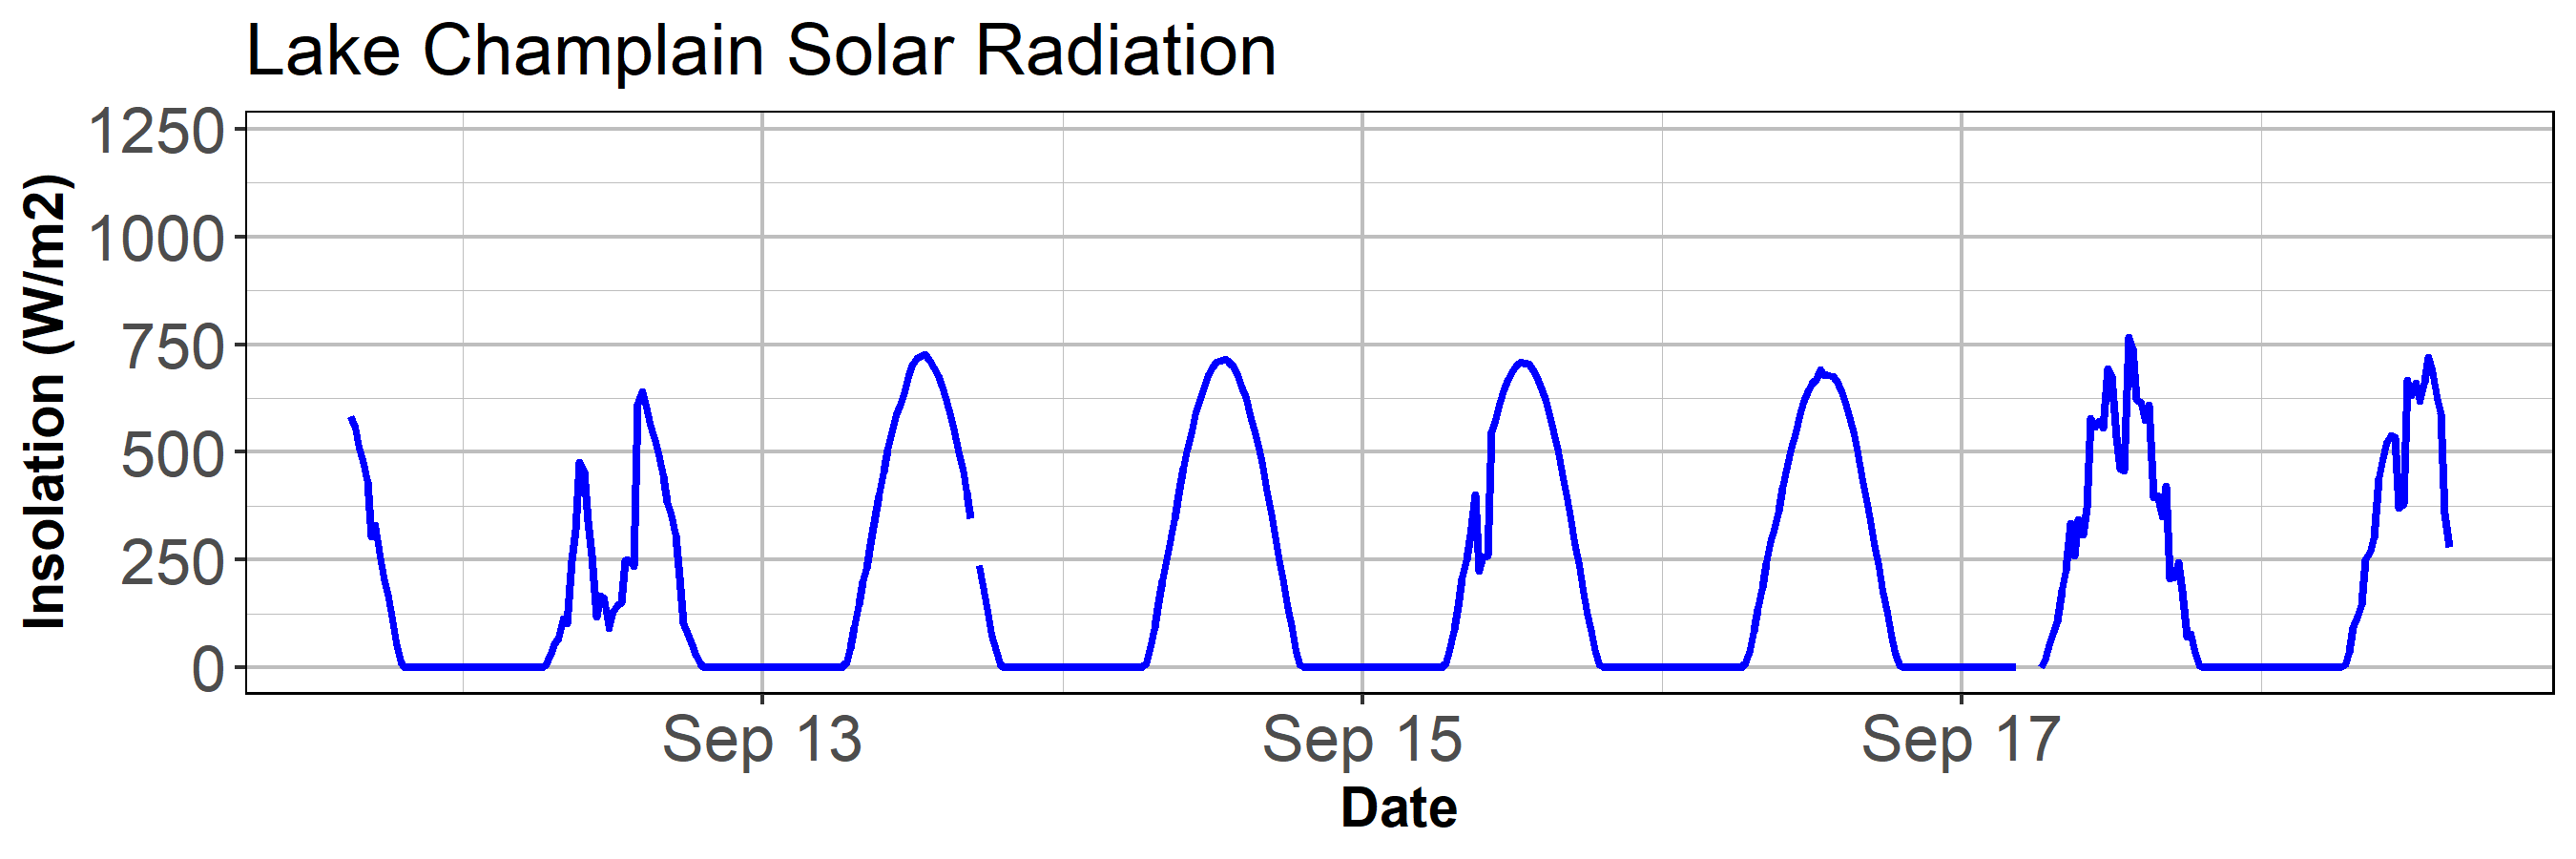 Lake Champlain Solar Radiation
1250
1000
750
500
250
0
Insolation (W/m2)
Sep 13
Sep 15
Sep 17
Date